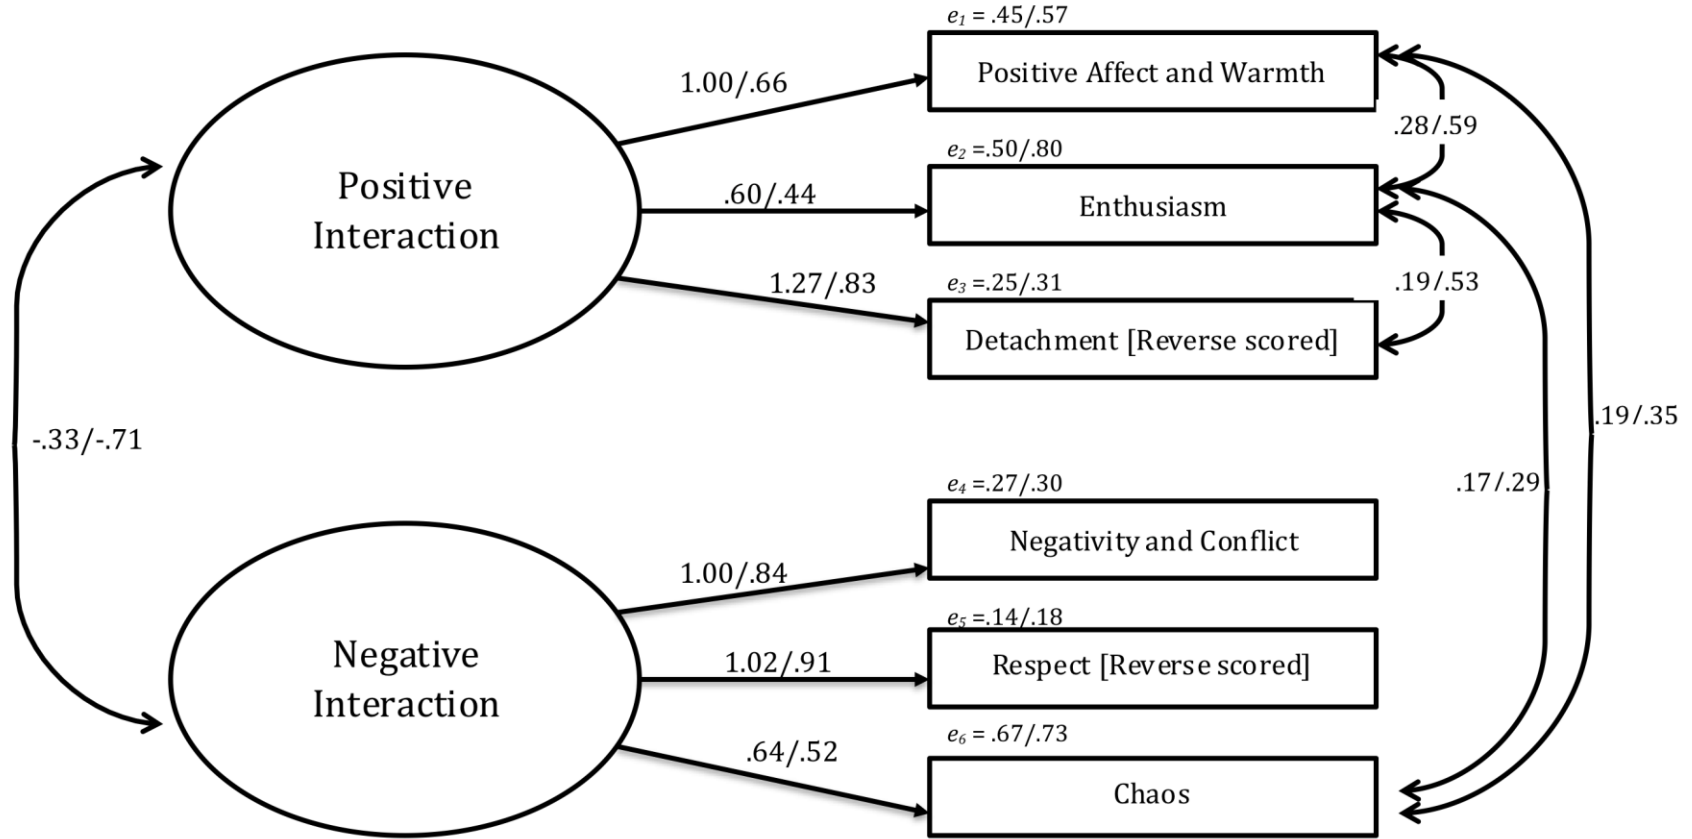 e1 = .45/.57
Positive Affect and Warmth
1.00/.66
.28/.59
e2 = .50/.80
Positive
Interaction
.60/.44
Enthusiasm
e3 = .25/.31
1.27/.83
.19/.53
Detachment [Reverse scored]
.19/.35
-.33/-.71
e4 =.27/.30
.17/.29
Negativity and Conflict
1.00/.84
e5 =.14/.18
Negative
Interaction
1.02/.91
Respect [Reverse scored]
e6 = .67/.73
.64/.52
Chaos